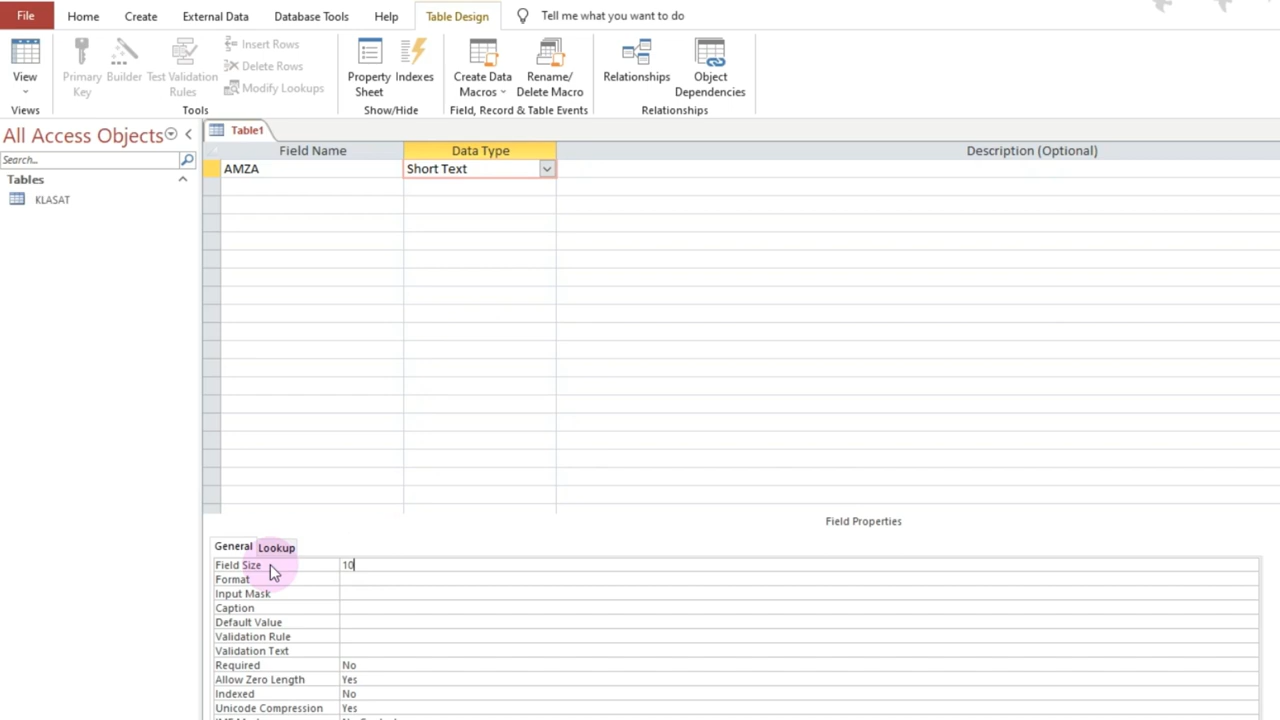 File Home Create External Data Database Tools Help Table Design Tell me what you want to do
View
Views
Primary Key
Builder
Test Validation Rules
Insert Rows
Delete Rows
Modify Lookups
Tools
Property Sheet
Indexes
Show/Hide
Create Data Macros
Rename/ Delete Macro
Field, Record & Table Events
Relationships
Object Dependencies
Relationships
All Access Objects
Search...
Tables
KLASAT
Table1
Field Name Data Type Description (Optional)
AMZA Short Text
Field Properties
General Lookup
Field Size 10
Format
Input Mask
Caption
Default Value
Validation Rule
Validation Text
Required No
Allow Zero Length Yes
Indexed No
Unicode Compression Yes